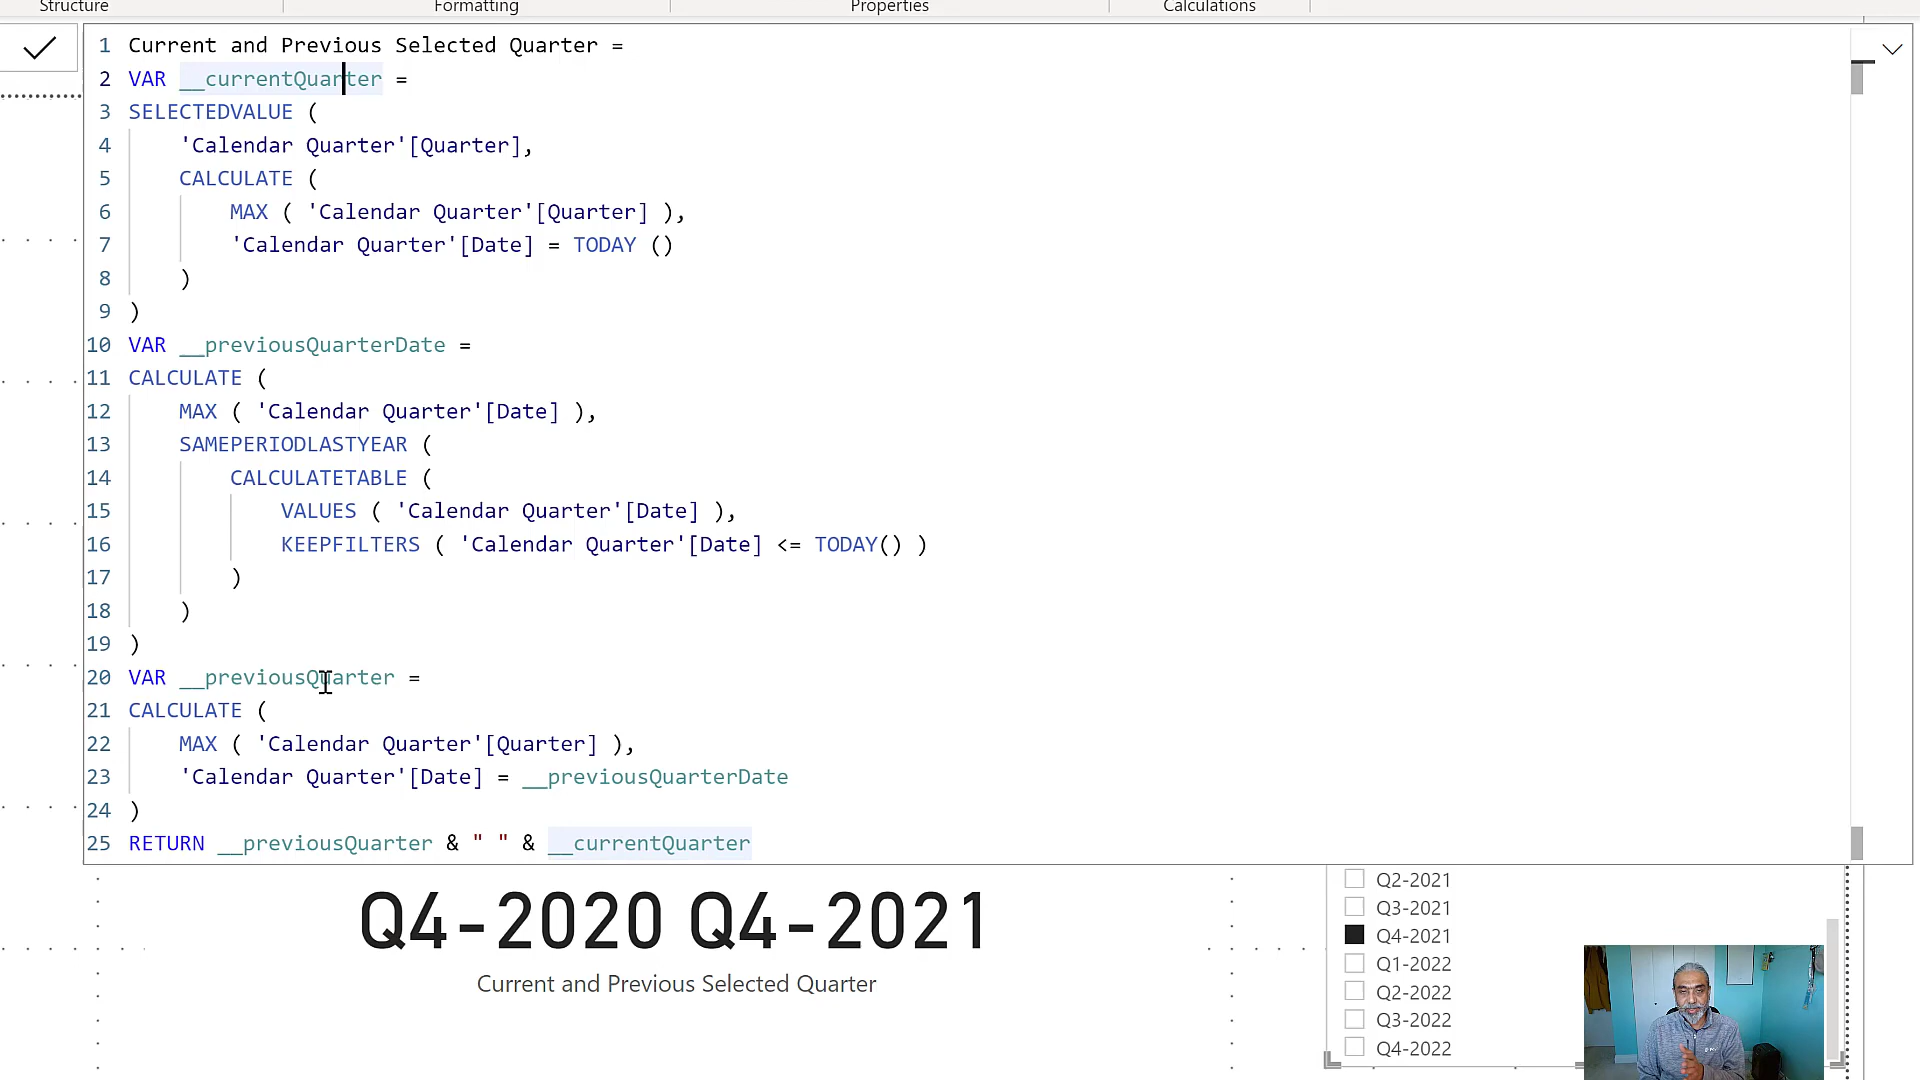 Structure Formatting Properties Calculations
1 Current and Previous Selected Quarter =
2 VAR __currentQuarter =
3 SELECTEDVALUE (
4 'Calendar Quarter'[Quarter],
5 CALCULATE (
6 MAX ( 'Calendar Quarter'[Quarter] ),
7 'Calendar Quarter'[Date] = TODAY ()
8 )
9 )
10 VAR __previousQuarterDate =
11 CALCULATE (
12 MAX ( 'Calendar Quarter'[Date] ),
13 SAMEPERIODLASTYEAR (
14 CALCULATETABLE (
15 VALUES ( 'Calendar Quarter'[Date] ),
16 KEEPFILTERS ( 'Calendar Quarter'[Date] <= TODAY() )
17 )
18 )
19 )
20 VAR __previousQuarter =
21 CALCULATE (
22 MAX ( 'Calendar Quarter'[Quarter] ),
23 'Calendar Quarter'[Date] = __previousQuarterDate
24 )
25 RETURN __previousQuarter & " " & __currentQuarter
Q4-2020 Q4-2021
Current and Previous Selected Quarter
Q2-2021
Q3-2021
Q4-2021
Q1-2022
Q2-2022
Q3-2022
Q4-2022